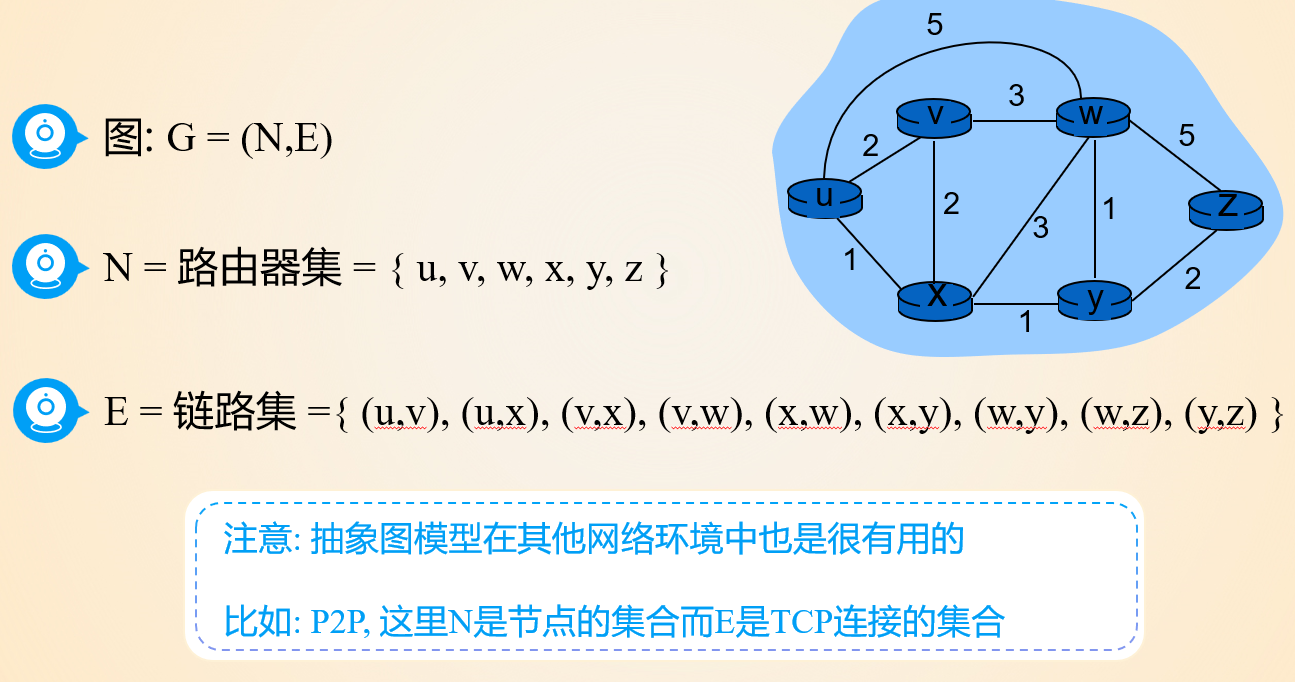 图: G = (N,E)
N = 路由器集 = { u, v, w, x, y, z }
E = 链路集 ={ (u,v), (u,x), (v,x), (v,w), (x,w), (x,y), (w,y), (w,z), (y,z) }
5
v
3
w
2
5
u
2
1
z
3
1
x
y
2
1
注意: 抽象图模型在其他网络环境中也是很有用的
比如: P2P, 这里N是节点的集合而E是TCP连接的集合